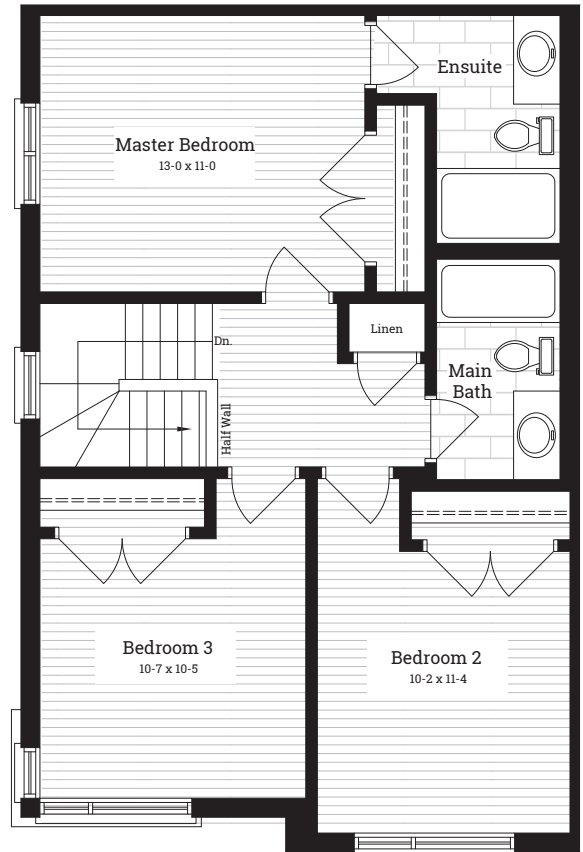 Ensuite
Master Bedroom
13-0 x 11-0
Linen
Dn.
Main
Bath
Half Wall
Bedroom 3
10-7 x 10-5
Bedroom 2
10-2 x 11-4